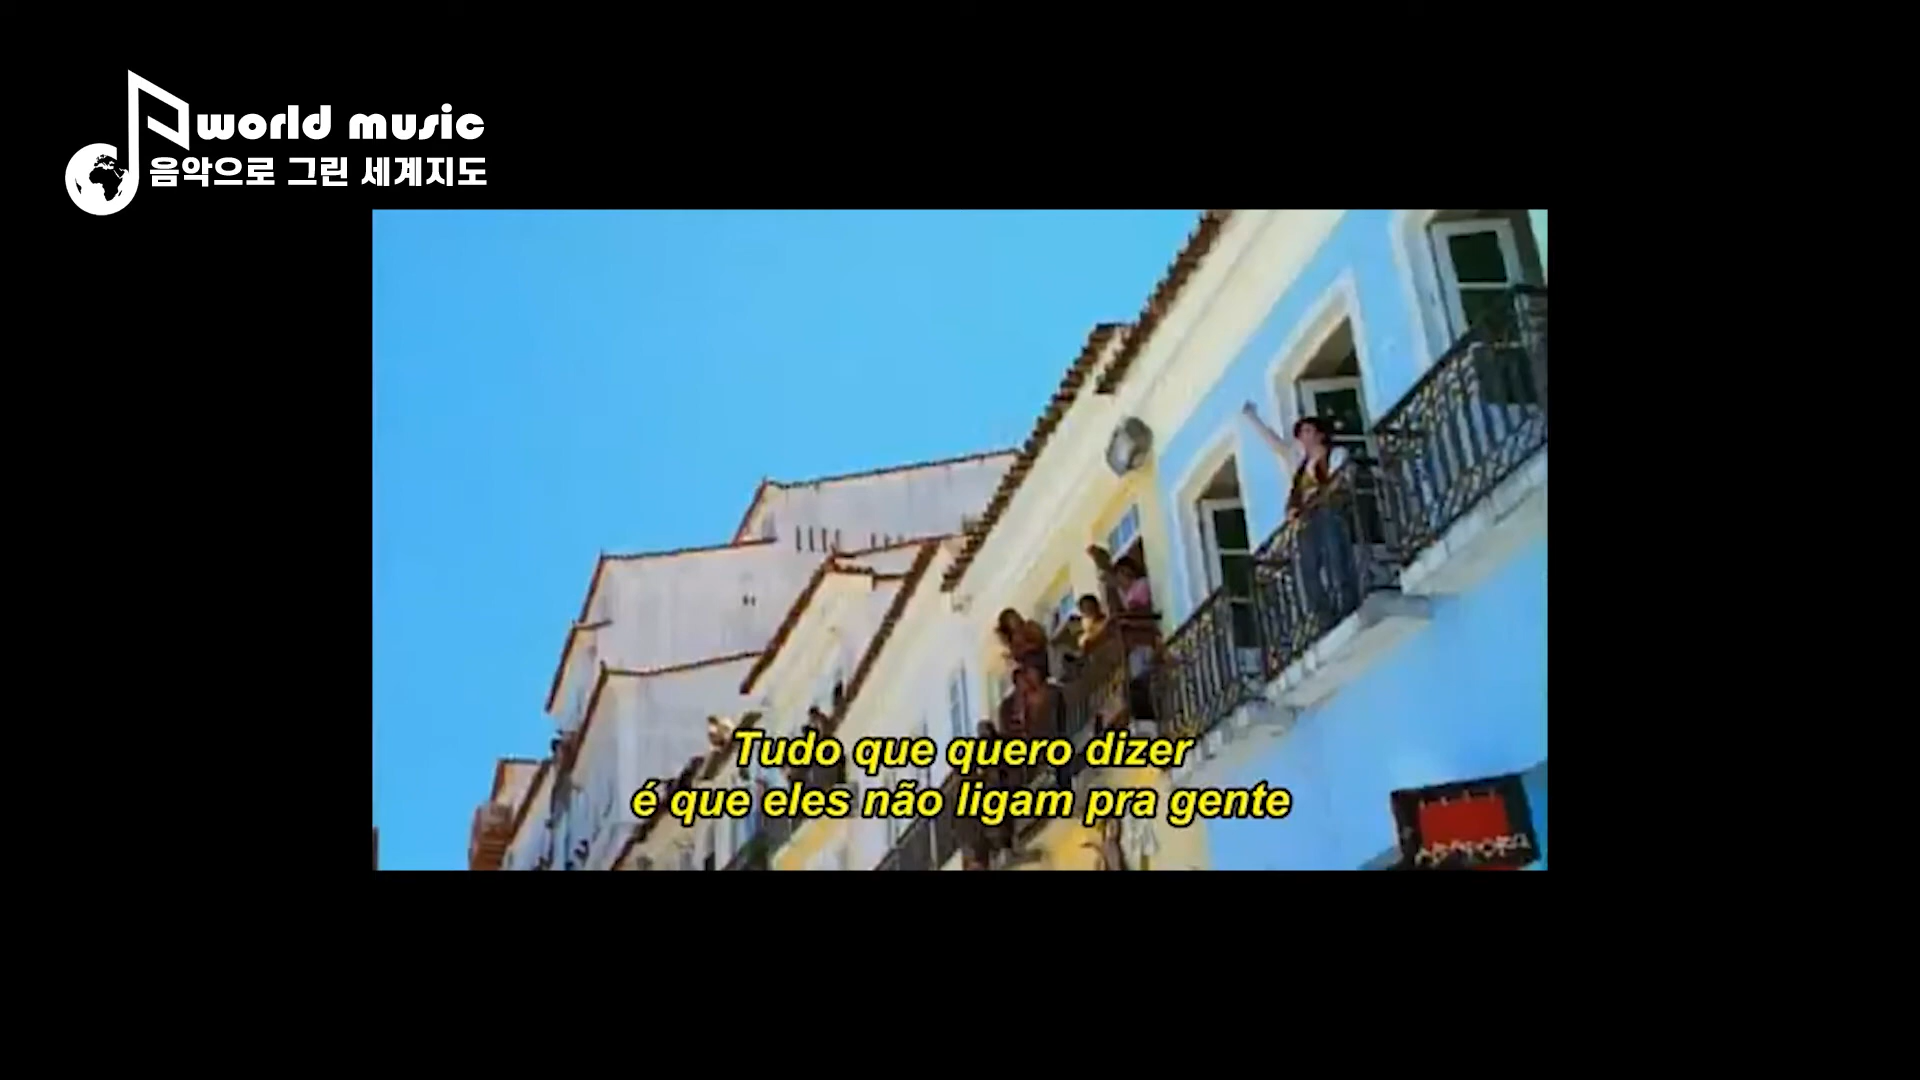 world music
음악으로 그린 세계지도
Tudo que quero dizer
é que eles não ligam pra gente